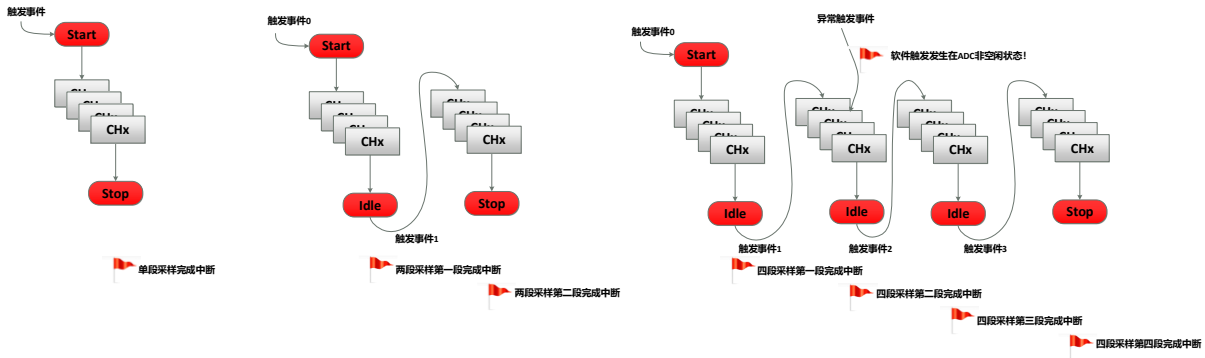 触发事件
Start
CHx
Stop
单段采样完成中断
触发事件0
Start
CHx
CHx
Idle
Stop
触发事件1
两段采样第一段完成中断
两段采样第二段完成中断
异常触发事件
触发事件0
Start
软件触发发生在ADC非空闲状态!
CHx
CHx
CHx
CHx
Idle
Idle
Idle
Stop
触发事件1
触发事件2
触发事件3
四段采样第一段完成中断
四段采样第二段完成中断
四段采样第三段完成中断
四段采样第四段完成中断